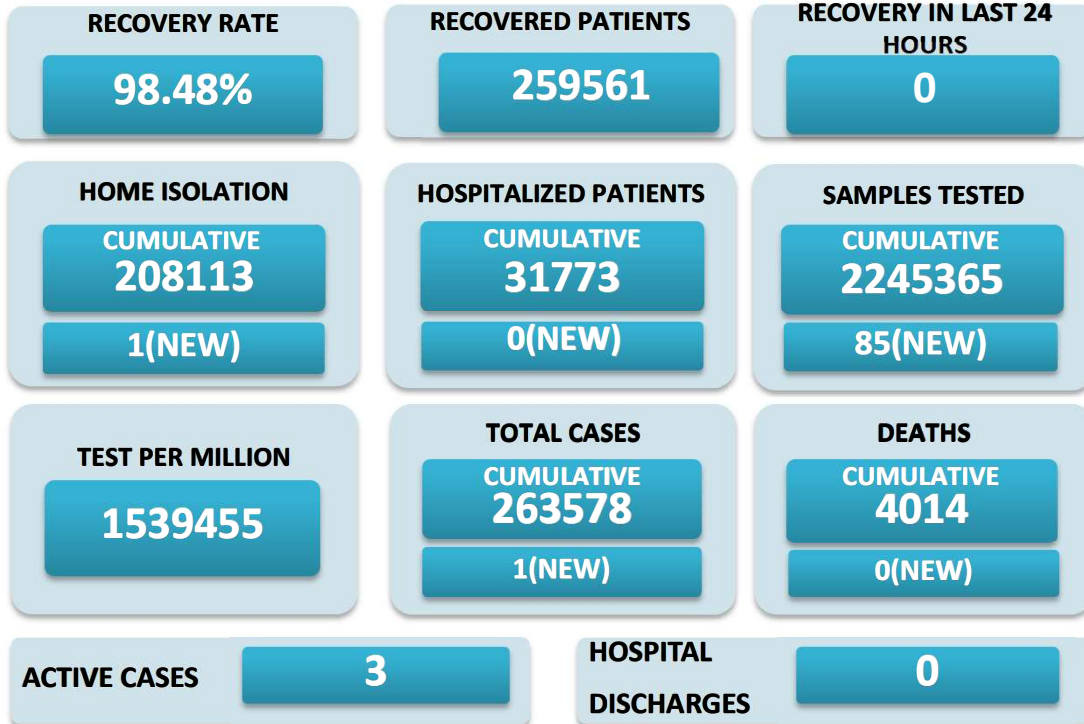 RECOVERY RATE
98.48%
RECOVERED PATIENTS
259561
RECOVERY IN LAST 24
HOURS
0
HOME ISOLATION
CUMULATIVE
208113
1(NEW)
HOSPITALIZED PATIENTS
CUMULATIVE
31773
0(NEW)
SAMPLES TESTED
CUMULATIVE
2245365
85(NEW)
TEST PER MILLION
1539455
TOTAL CASES
CUMULATIVE
263578
1(NEW)
DEATHS
CUMULATIVE
4014
0(NEW)
ACTIVE CASES
3
HOSPITAL
DISCHARGES
0